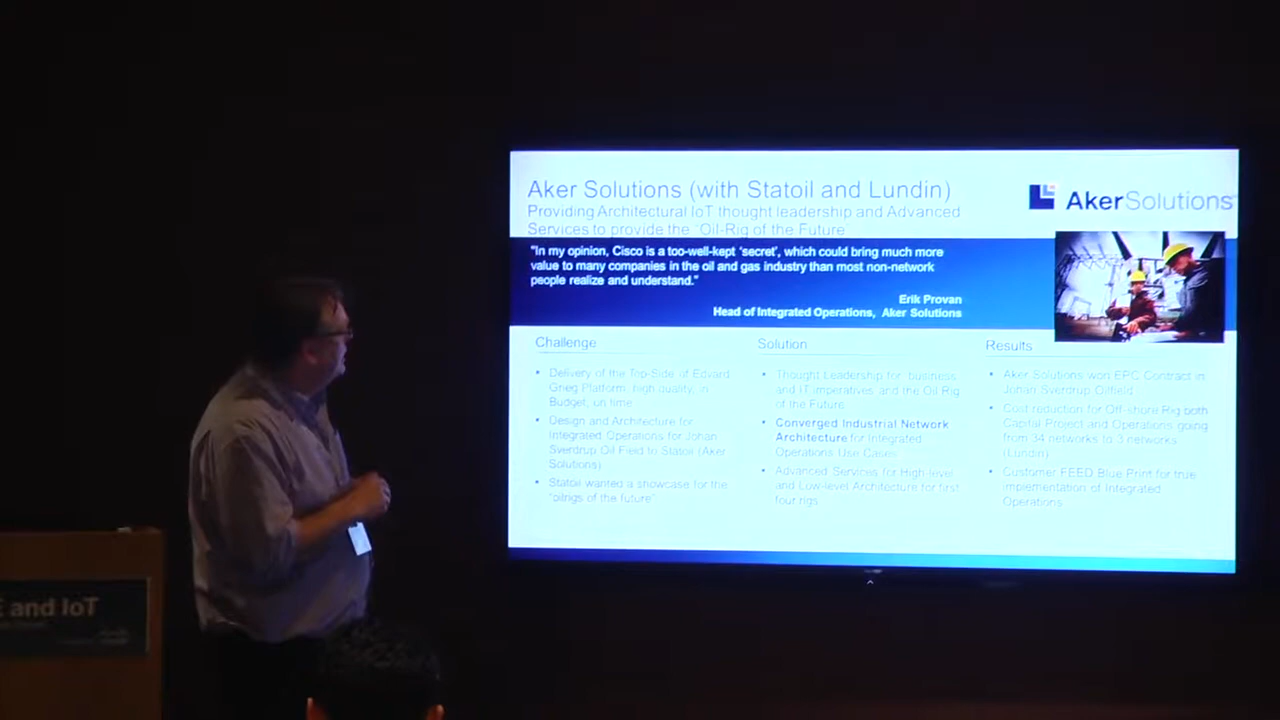 Aker Solutions (with Statoil and Lundin)
Providing Architectural IoT thought leadership and Advanced
Services to provide the 'Oil-Rig of the Future
AkerSolutions
"In my opinion, Cisco is a too-well-kept 'secret', which could bring much more
value to many companies in the oil and gas industry than most non-network
people realize and understand."
Erik Provan
Head of Integrated Operations, Aker Solutions
Challenge
• Delivery of the Top-Side of Edvard
Grieg Platform, high quality, in
Budget, on time
• Design and Architecture for
Integrated Operations for Johan
Sverdrup Oil Field to Statoil (Aker
Solutions)
• Statoil wanted a showcase for the
"oilrigs of the future"
Solution
• Thought Leadership for business
and IT imperatives and the Oil Rig
of the Future
• Converged Industrial Network
Architecture for Integrated
Operations Use Cases
• Advanced Services for High-level
and Low-level Architecture for first
four rigs
Results
• Aker Solutions won EPC Contract in
Johan Sverdrup Oilfield
• Cost reduction for Off-shore Rig both
Capital Project and Operations going
from 34 networks to 3 networks
(Lundin)
• Customer FEED Blue Print for true
implementation of Integrated
Operations
and IoT